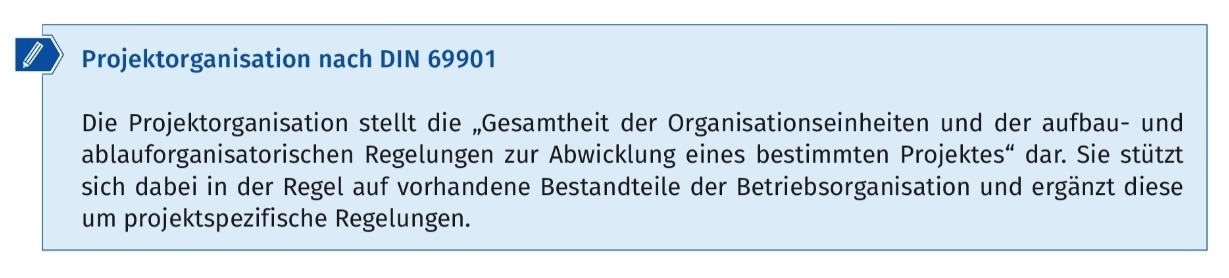 Projektorganisation nach DIN 69901
Die Projektorganisation stellt die „Gesamtheit der Organisationseinheiten und der aufbau- und
ablauforganisatorischen Regelungen zur Abwicklung eines bestimmten Projektes“ dar. Sie stützt
sich dabei in der Regel auf vorhandene Bestandteile der Betriebsorganisation und ergänzt diese
um projektspezifische Regelungen.